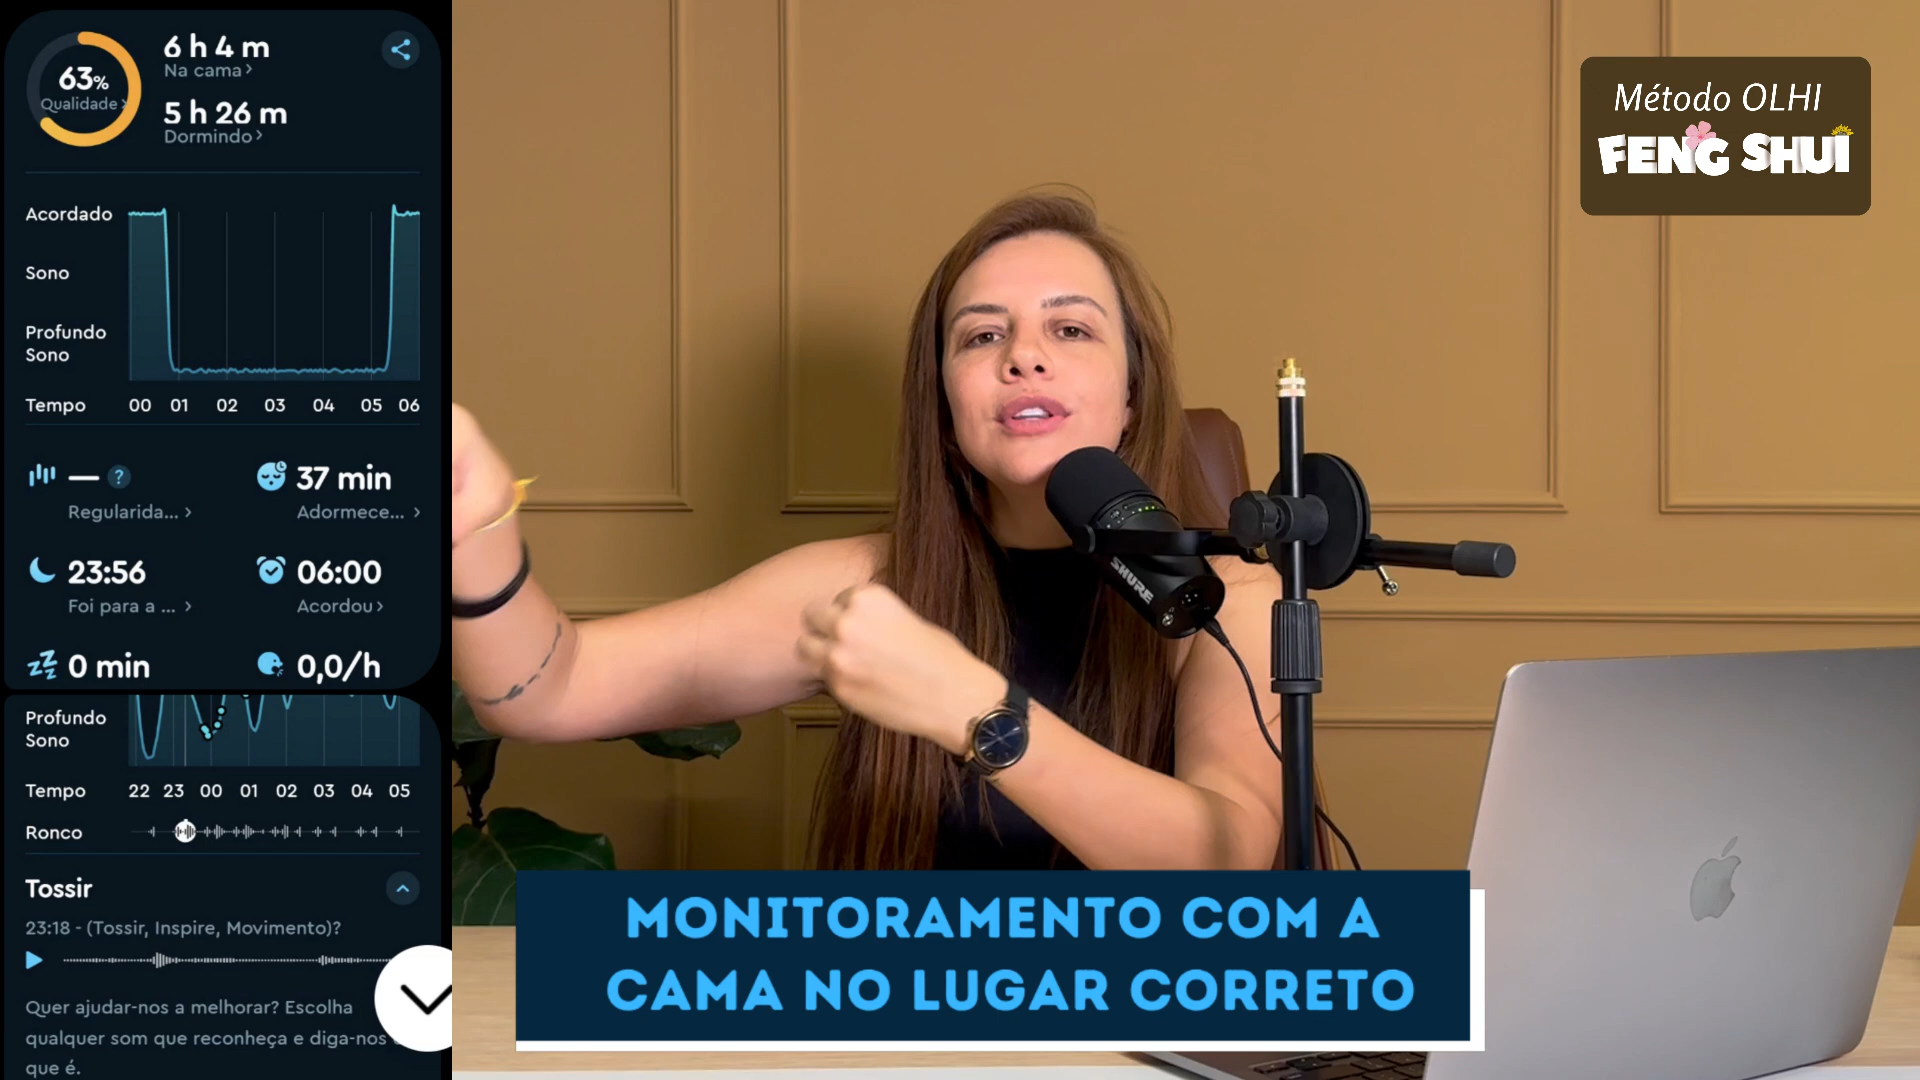 63%
Qualidade
6 h 4 m
Na cama
5 h 26 m
Dormindo
Acordado
Sono
Profundo
Sono
Tempo 00 01 02 03 04 05 06
— ?
Regularida...
37 min
Adormece...
23:56
Foi para a ...
06:00
Acordou
0 min
0,0/h
Profundo
Sono
Tempo 22 23 00 01 02 03 04 05
Ronco
Tossir
23:18 - (Tossir, Inspire, Movimento)?
Quer ajudar-nos a melhorar? Escolha
qualquer som que reconheça e diga-nos
que é.
Método OLHI
FENG SHUI
SHURE
MONITORAMENTO COM A
CAMA NO LUGAR CORRETO